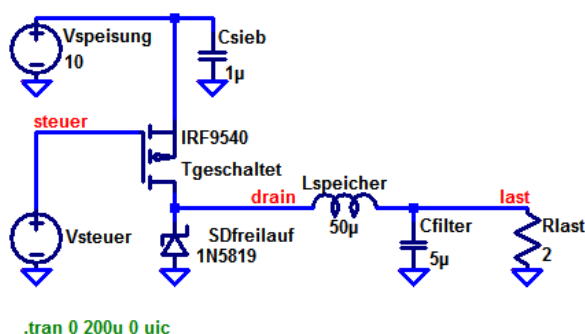 Vspeisung
10
Csieb
1µ
steuer
IRF9540
Tgeschaltet
Vsteuer
drain
Lspeicher
50µ
SDfreilauf
1N5819
Cfilter
5µ
last
Rlast
2
.tran 0 200u 0 uic